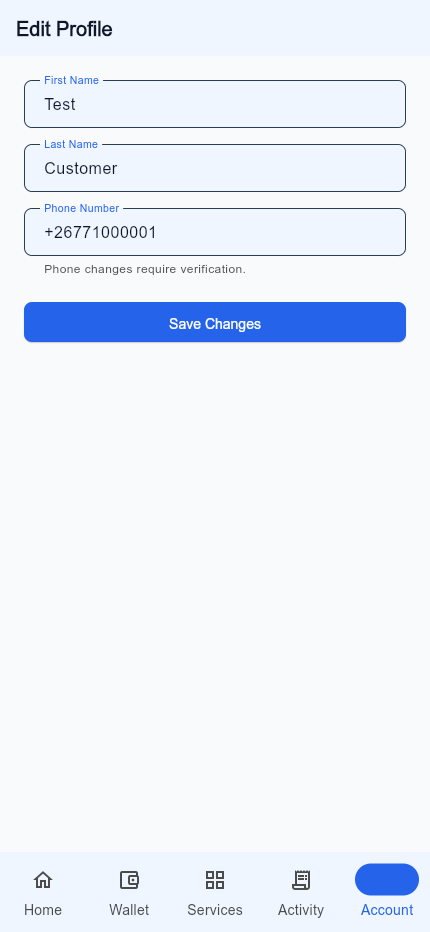 Edit Profile
First Name
Test
Last Name
Customer
Phone Number
+26771000001
Phone changes require verification.
Save Changes
Home
Wallet
Services
Activity
Account